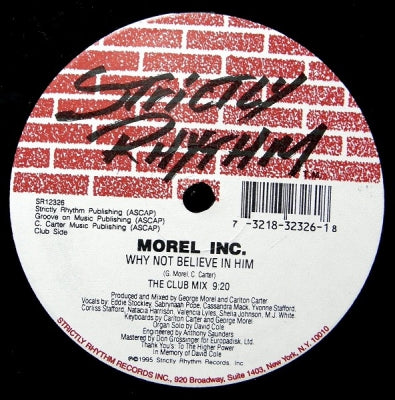 STRICTLY
RHYTHM
TM
SR12326
Strictly Rhythm Publishing (ASCAP)
Groove on Music Publishing (ASCAP)
C. Carter Music Publishing (ASCAP)
Club Side
7 -3218-32326-1 8
MOREL INC.
WHY NOT BELIEVE IN HIM
(G. Morel, C. Carter)
THE CLUB MIX 9:20
Produced and Mixed by George Morel and Carlton Carter
Vocals by: Eddie Stockley, Sabrynaah Pope, Cassandra Mack, Yvonne Stafford,
Corliss Stafford, Natacia Harrison, Valencia Lyles, Shelia Johnson, M.J. White.
Keyboards by Carlton Carter and George Morel
Organ Solo by David Cole
Engineered by Anthony Saunders
Mastered by Don Grossinger for Europadisk, Ltd.
Thank You's: To The Higher Power
In Memory of David Cole
℗©1995 Strictly Rhythm Records, Inc.
STRICTLY RHYTHM RECORDS INC., 920 Broadway, Suite 1403, New York, N.Y. 10010